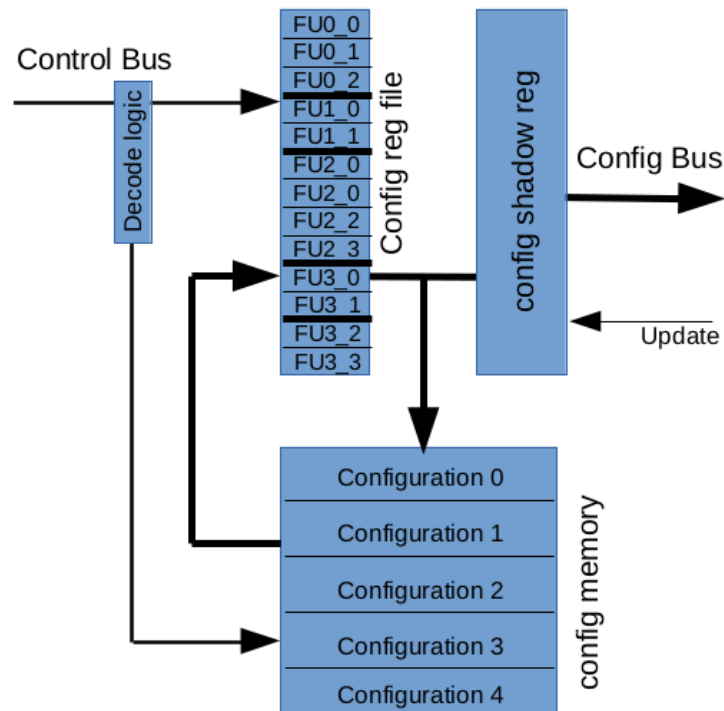 Control Bus
Decode logic
FU0_0
FU0_1
FU0_2
FU1_0
FU1_1
FU2_0
FU2_0
FU2_2
FU2_3
FU3_0
FU3_1
FU3_2
FU3_3
Config reg file
config shadow reg
Config Bus
Update
Configuration 0
Configuration 1
Configuration 2
Configuration 3
Configuration 4
config memory